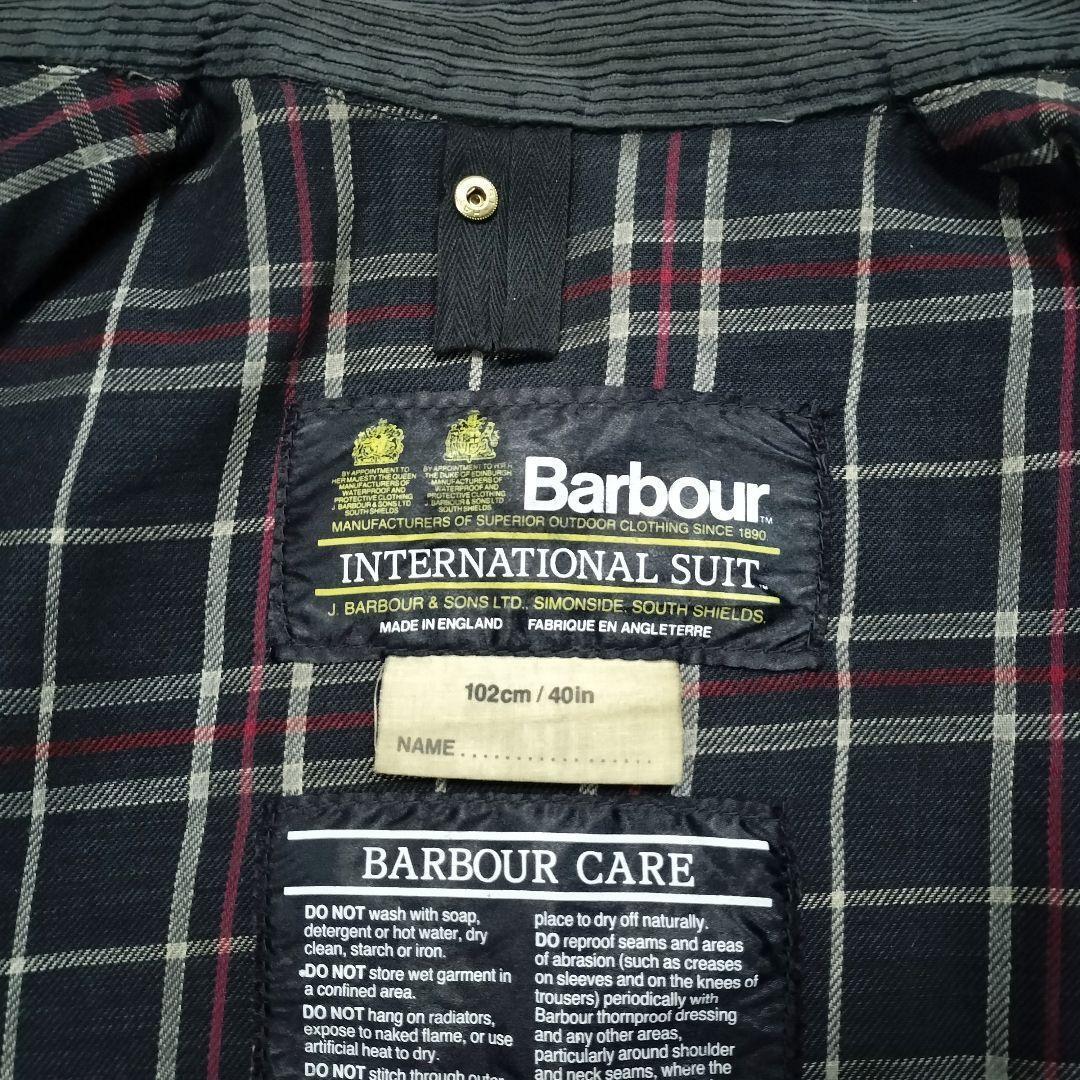 BY APPOINTMENT TO
HER MAJESTY THE QUEEN
MANUFACTURERS OF
WATERPROOF AND
PROTECTIVE CLOTHING
J. BARBOUR & SONS LTD
SOUTH SHIELDS
BY APPOINTMENT TO H.R.H.
THE DUKE OF EDINBURGH
MANUFACTURERS OF
WATERPROOF AND
PROTECTIVE CLOTHING
J. BARBOUR & SONS LTD
SOUTH SHIELDS
Barbour™
MANUFACTURERS OF SUPERIOR OUTDOOR CLOTHING SINCE 1890
INTERNATIONAL SUIT™
J. BARBOUR & SONS LTD., SIMONSIDE, SOUTH SHIELDS.
MADE IN ENGLAND FABRIQUE EN ANGLETERRE
102cm / 40in
NAME..................
BARBOUR CARE
DO NOT wash with soap,
detergent or hot water, dry
clean, starch or iron.
DO NOT store wet garment in
a confined area.
DO NOT hang on radiators,
expose to naked flame, or use
artificial heat to dry.
DO NOT stitch through outer
place to dry off naturally.
DO reproof seams and areas
of abrasion (such as creases
on sleeves and on the knees of
trousers) periodically with
Barbour thornproof dressing
and any other areas,
particularly around shoulder
and neck seams, where the